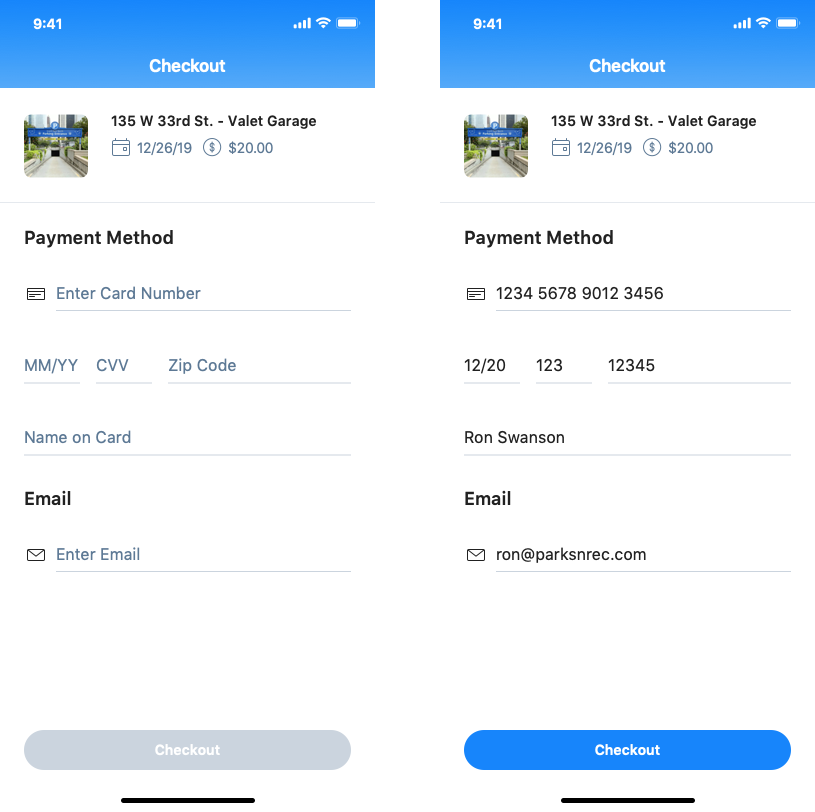 9:41
Checkout
135 W 33rd St. - Valet Garage
12/26/19 $ $20.00
Payment Method
Enter Card Number
MM/YY CVV Zip Code
Name on Card
Email
Enter Email
Checkout
9:41
Checkout
135 W 33rd St. - Valet Garage
12/26/19 $ $20.00
Payment Method
1234 5678 9012 3456
12/20 123 12345
Ron Swanson
Email
ron@parksnrec.com
Checkout